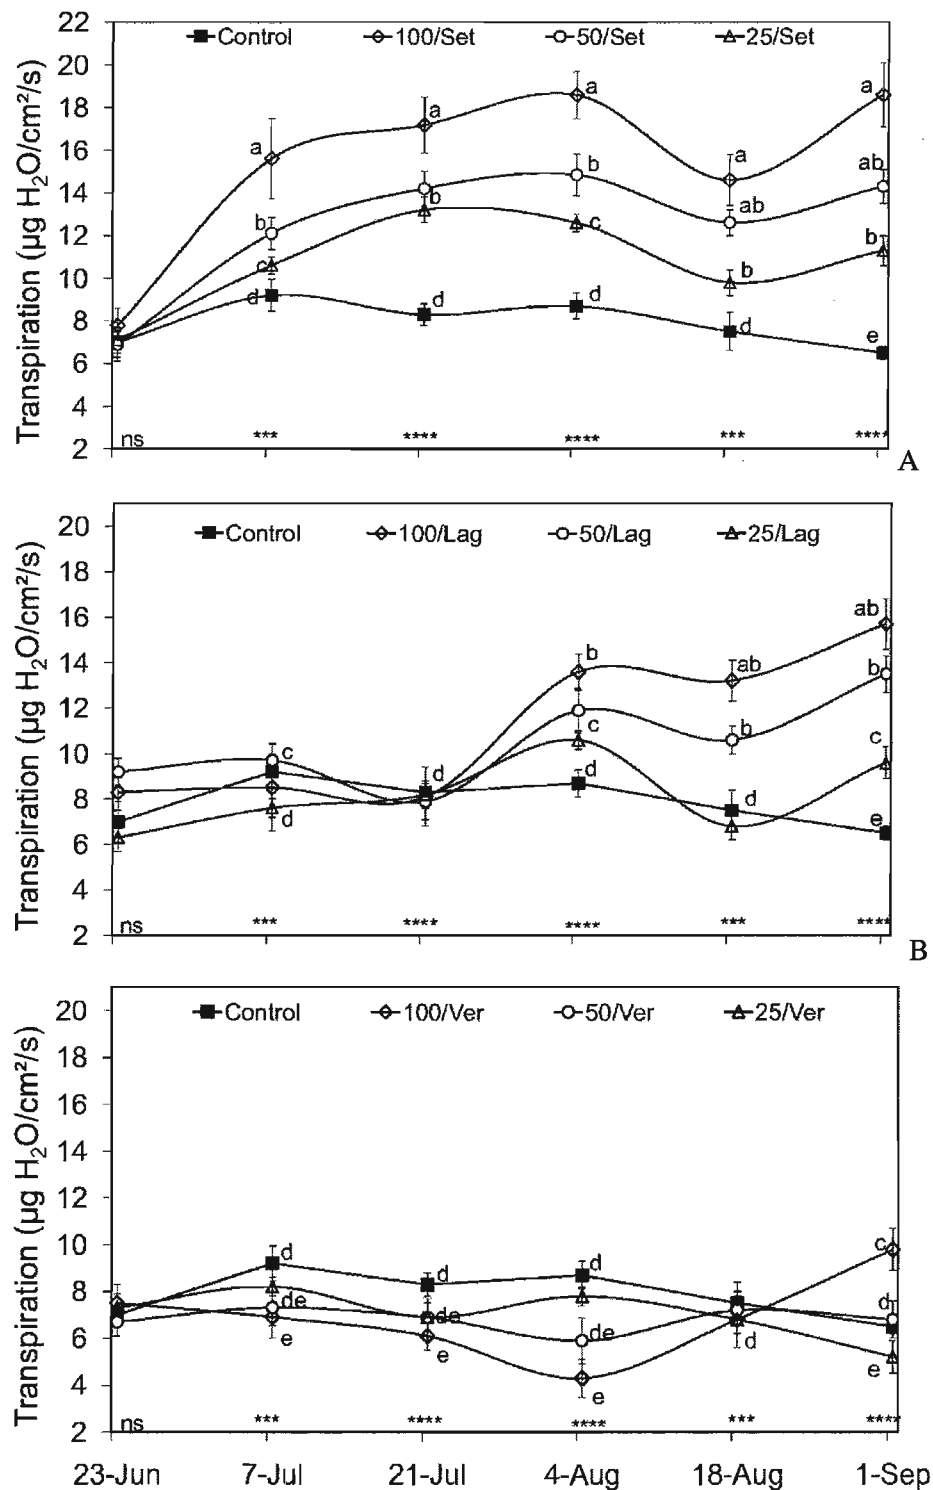 Control 100/Set 50/Set 25/Set
Transpiration (µg H₂O/cm²/s)
22
20
18
16
14
12
10
8
6
4
2
a a a a a
b b ab ab
b
c c b b
d d d d e
ns *** **** **** *** ****
A
Control 100/Lag 50/Lag 25/Lag
Transpiration (µg H₂O/cm²/s)
20
18
16
14
12
10
8
6
4
2
b ab ab
c b b
c c
d d d d e
ns *** **** **** *** ****
B
Control 100/Ver 50/Ver 25/Ver
Transpiration (µg H₂O/cm²/s)
20
18
16
14
12
10
8
6
4
2
c
d d d d
de de de d
e e e e
ns *** **** **** *** ****
23-Jun 7-Jul 21-Jul 4-Aug 18-Aug 1-Sep